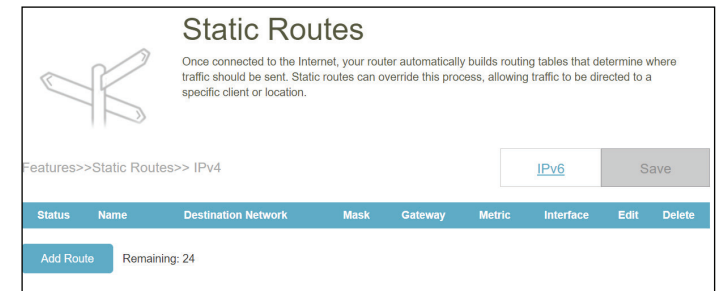 Static Routes
Once connected to the Internet, your router automatically builds routing tables that determine where
traffic should be sent. Static routes can override this process, allowing traffic to be directed to a
specific client or location.
Features>>Static Routes>> IPv4
IPv6
Save
Status Name Destination Network Mask Gateway Metric Interface Edit Delete
Add Route Remaining: 24